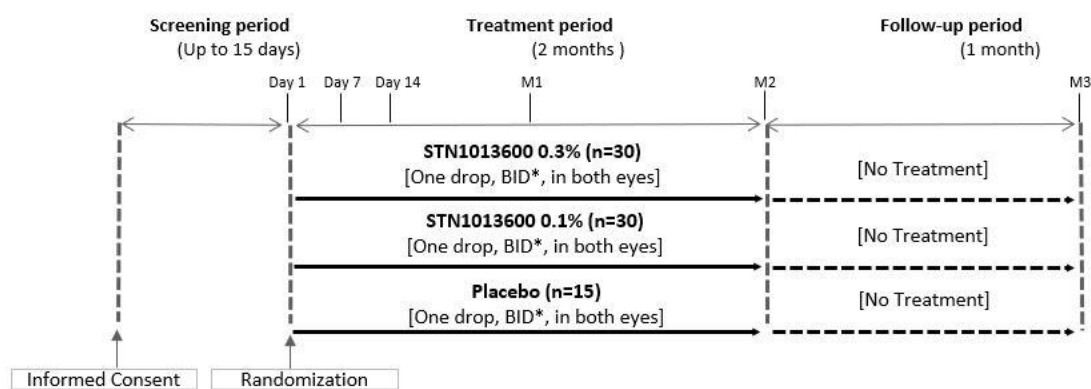 Screening period
(Up to 15 days)
Treatment period
(2 months )
Follow-up period
(1 month)
Day 1
Day 7
Day 14
M1
M2
M3
STN1013600 0.3% (n=30)
[One drop, BID*, in both eyes]
[No Treatment]
STN1013600 0.1% (n=30)
[One drop, BID*, in both eyes]
[No Treatment]
Placebo (n=15)
[One drop, BID*, in both eyes]
[No Treatment]
Informed Consent
Randomization